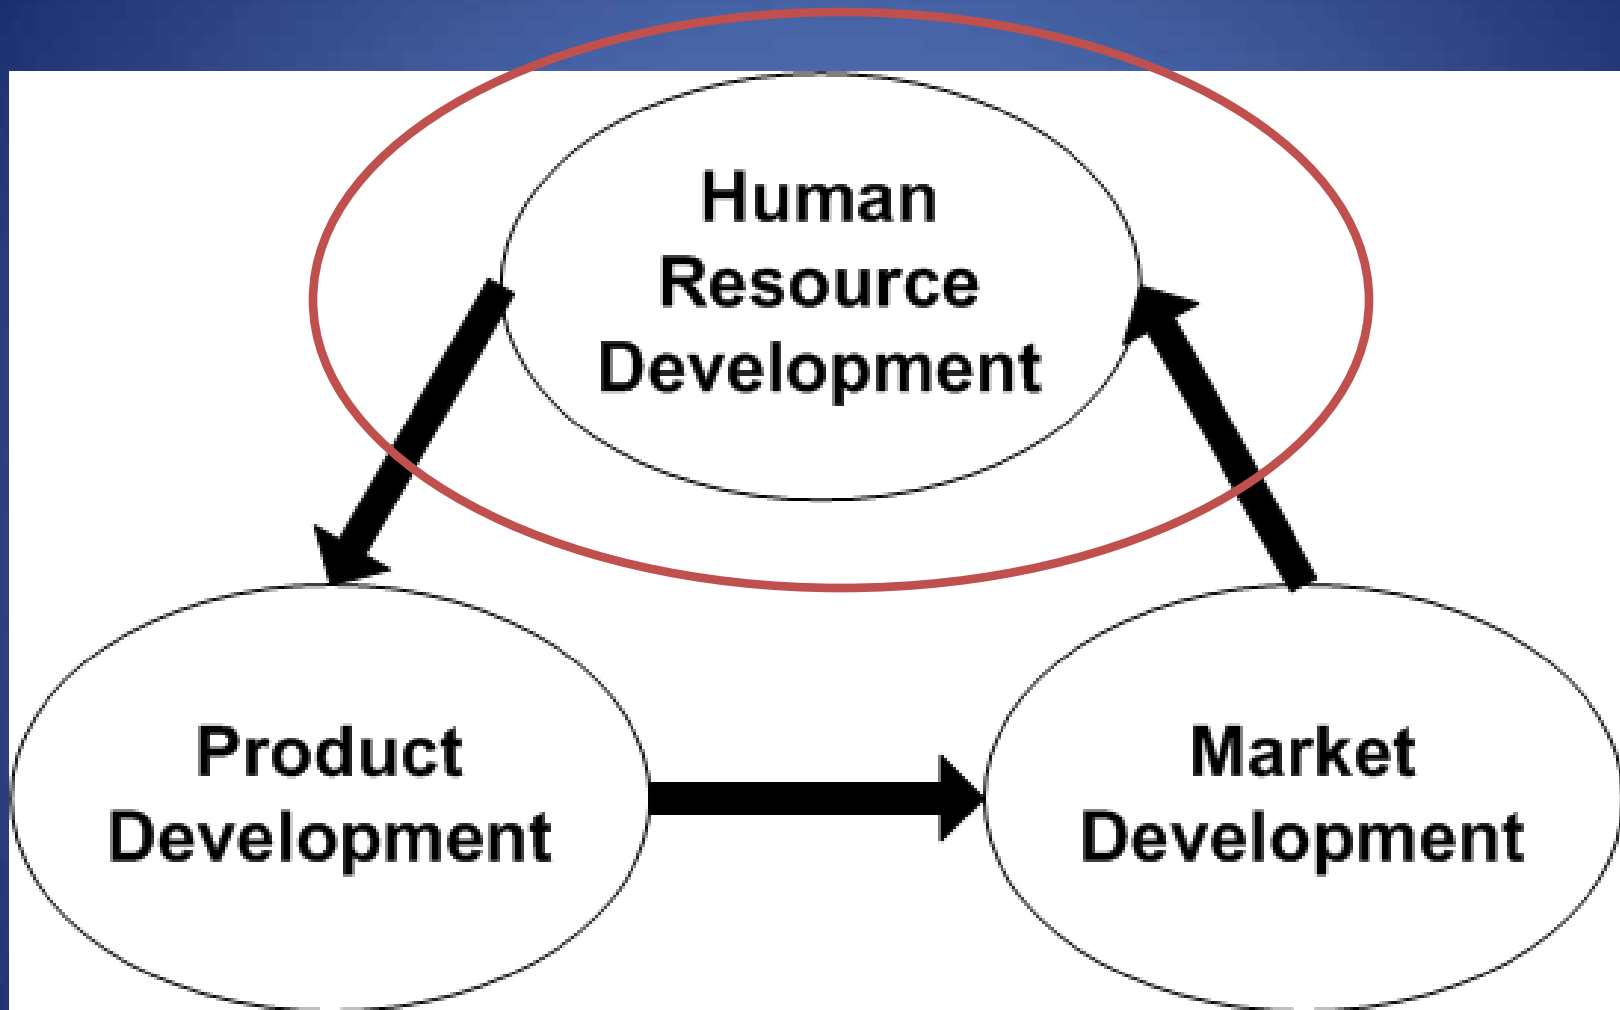 Human
Resource
Development
Product
Development
Market
Development